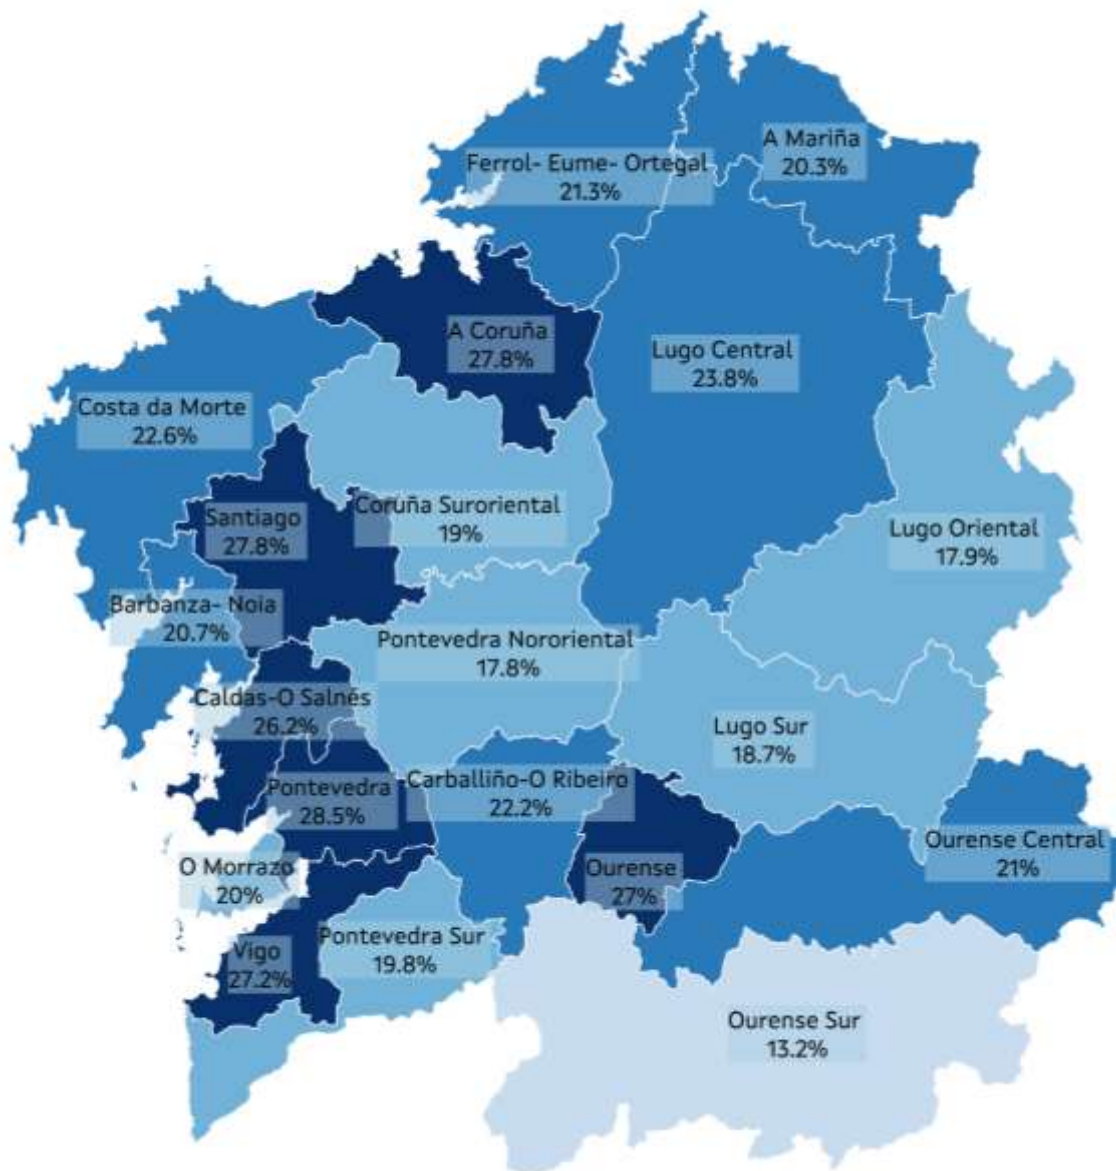 A Mariña
20.3%
Ferrol- Eume- Ortegal
21.3%
A Coruña
27.8%
Lugo Central
23.8%
Costa da Morte
22.6%
Coruña Suroriental
19%
Santiago
27.8%
Lugo Oriental
17.9%
Barbanza- Noia
20.7%
Pontevedra Nororiental
17.8%
Caldas-O Salnés
26.2%
Lugo Sur
18.7%
Pontevedra
28.5%
Carballiño-O Ribeiro
22.2%
Ourense Central
21%
O Morrazo
20%
Ourense
27%
Vigo
27.2%
Pontevedra Sur
19.8%
Ourense Sur
13.2%